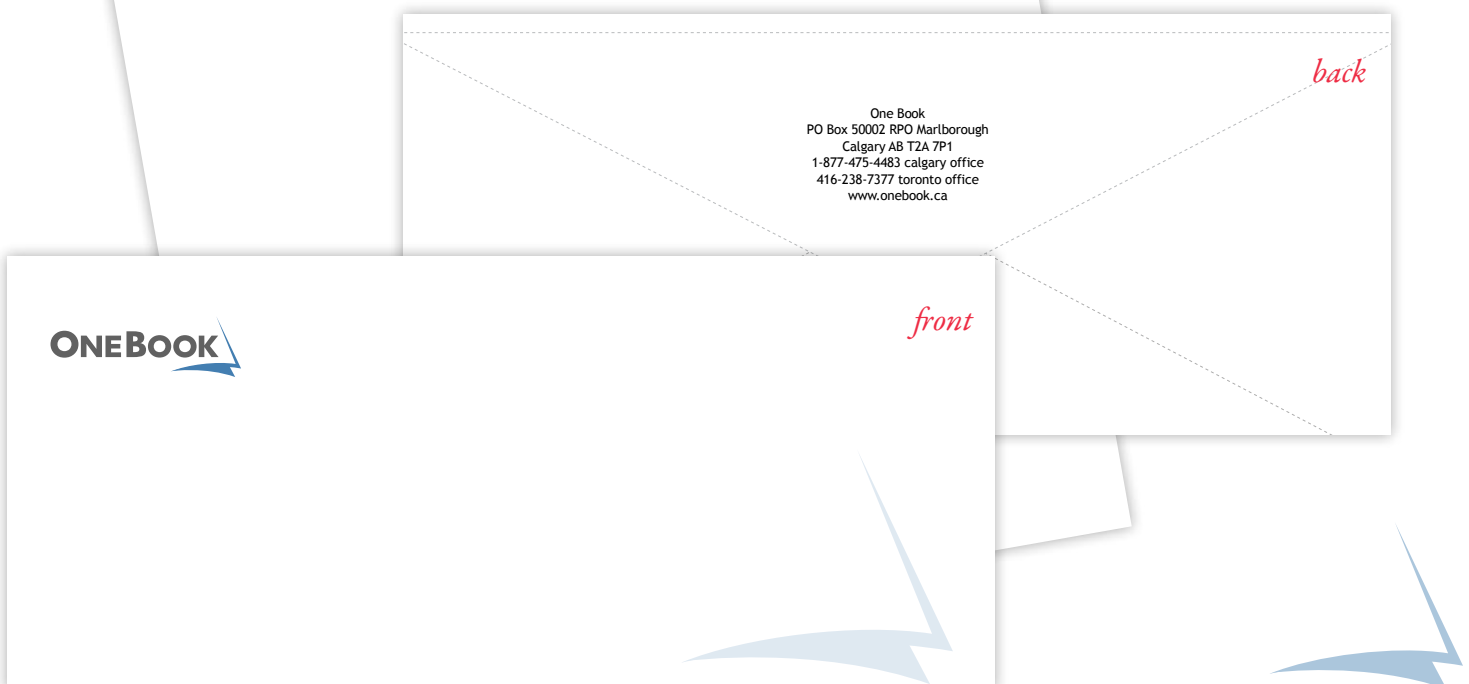 back
One Book
PO Box 50002 RPO Marlborough
Calgary AB T2A 7P1
1-877-475-4483 calgary office
416-238-7377 toronto office
www.onebook.ca
front
ONEBOOK